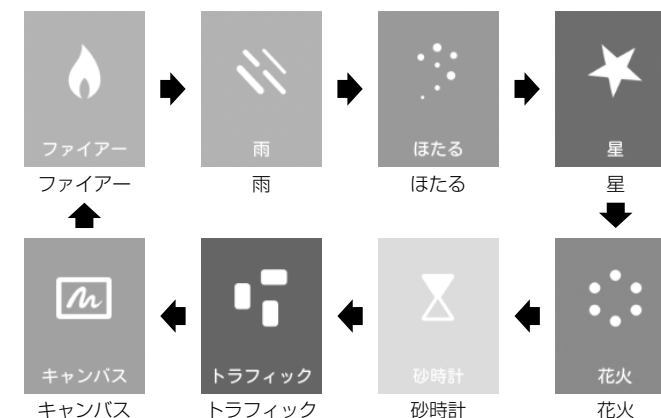 ファイアー
雨
ほたる
星
ファイアー
雨
ほたる
星
キャンバス
トラフィック
砂時計
花火
キャンバス
トラフィック
砂時計
花火